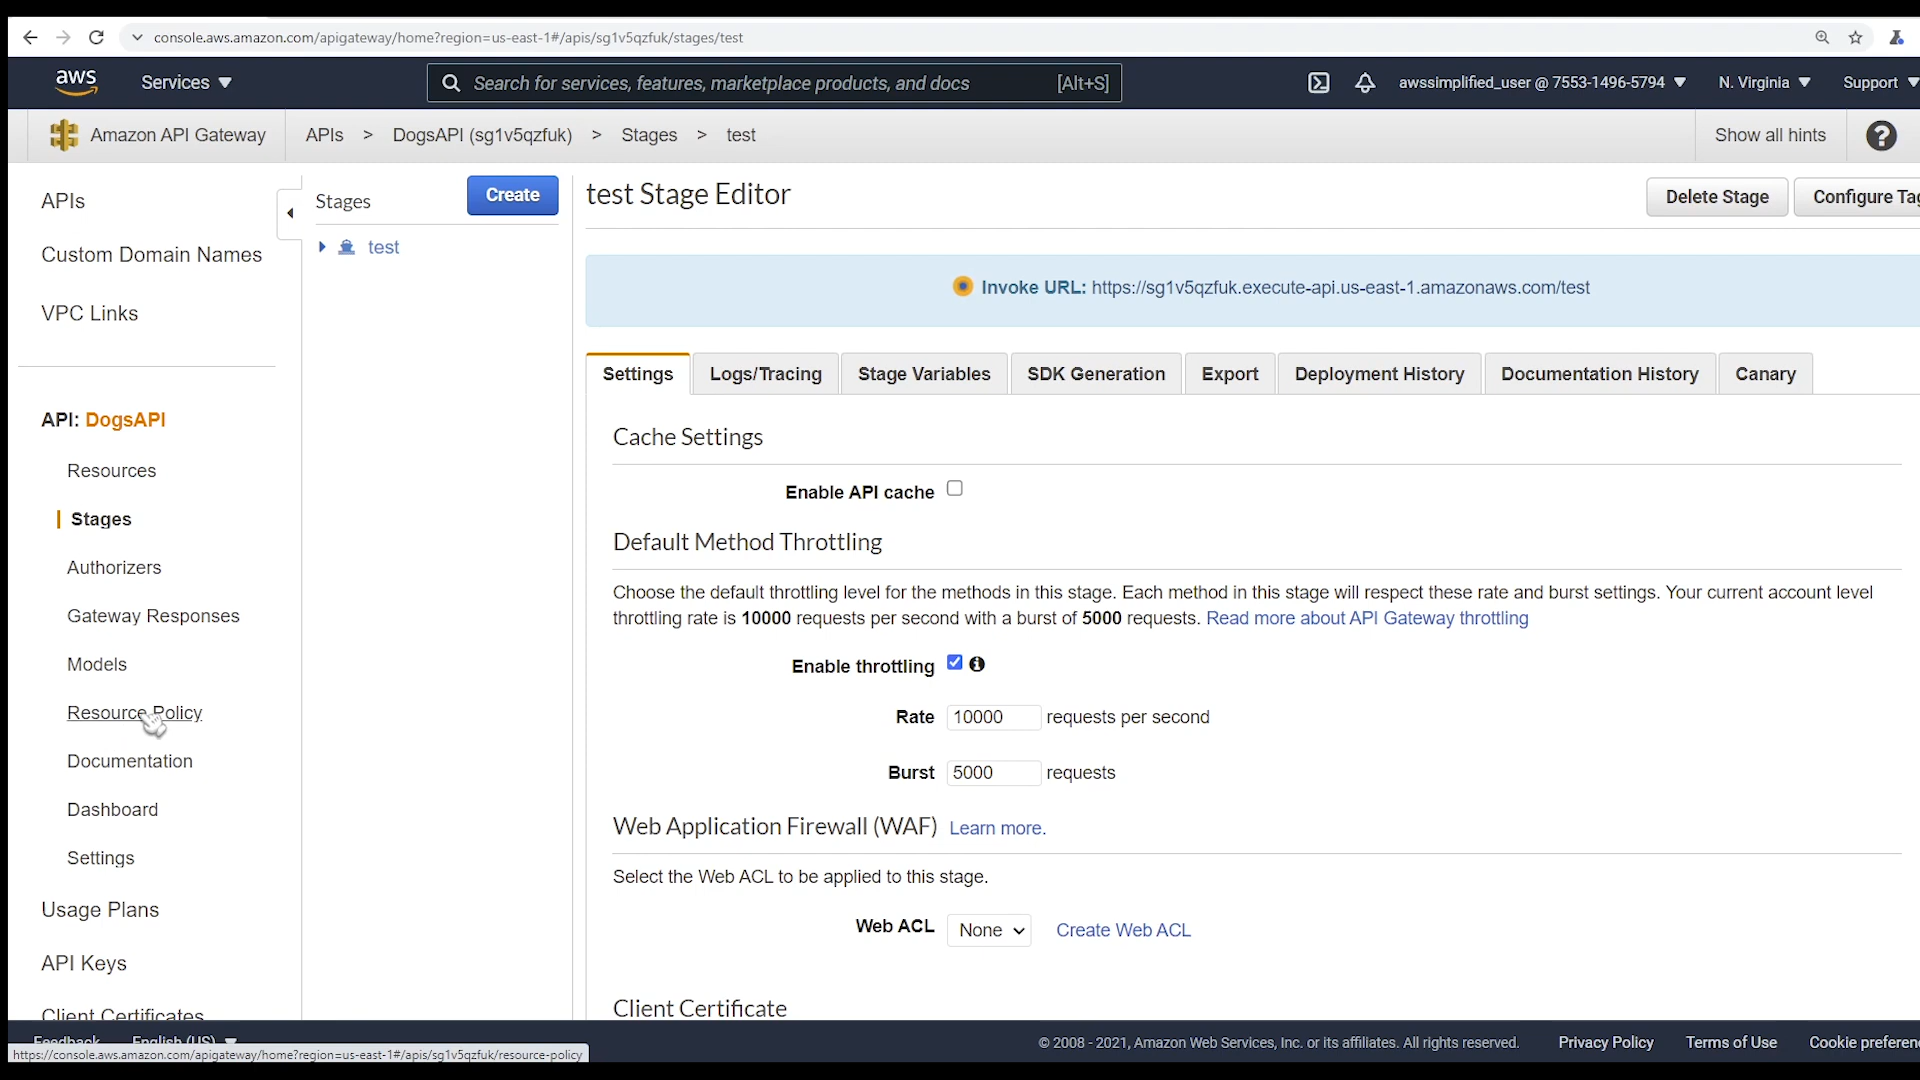 console.aws.amazon.com/apigateway/home?region=us-east-1#/apis/sg1v5qzfuk/stages/test
aws Services Search for services, features, marketplace products, and docs [Alt+S] awssimplified_user @ 7553-1496-5794 N. Virginia Support
Amazon API Gateway APIs > DogsAPI (sg1v5qzfuk) > Stages > test Show all hints
APIs
Custom Domain Names
VPC Links
API: DogsAPI
Resources
Stages
Authorizers
Gateway Responses
Models
Resource Policy
Documentation
Dashboard
Settings
Usage Plans
API Keys
Client Certificates
Stages Create
test
test Stage Editor Delete Stage Configure Tag
Invoke URL: https://sg1v5qzfuk.execute-api.us-east-1.amazonaws.com/test
Settings Logs/Tracing Stage Variables SDK Generation Export Deployment History Documentation History Canary
Cache Settings
Enable API cache
Default Method Throttling
Choose the default throttling level for the methods in this stage. Each method in this stage will respect these rate and burst settings. Your current account level
throttling rate is 10000 requests per second with a burst of 5000 requests. Read more about API Gateway throttling
Enable throttling
Rate 10000 requests per second
Burst 5000 requests
Web Application Firewall (WAF) Learn more.
Select the Web ACL to be applied to this stage.
Web ACL None Create Web ACL
Client Certificate
Feedback English (US) © 2008 - 2021, Amazon Web Services, Inc. or its affiliates. All rights reserved. Privacy Policy Terms of Use Cookie preferen
https://console.aws.amazon.com/apigateway/home?region=us-east-1#/apis/sg1v5qzfuk/resource-policy